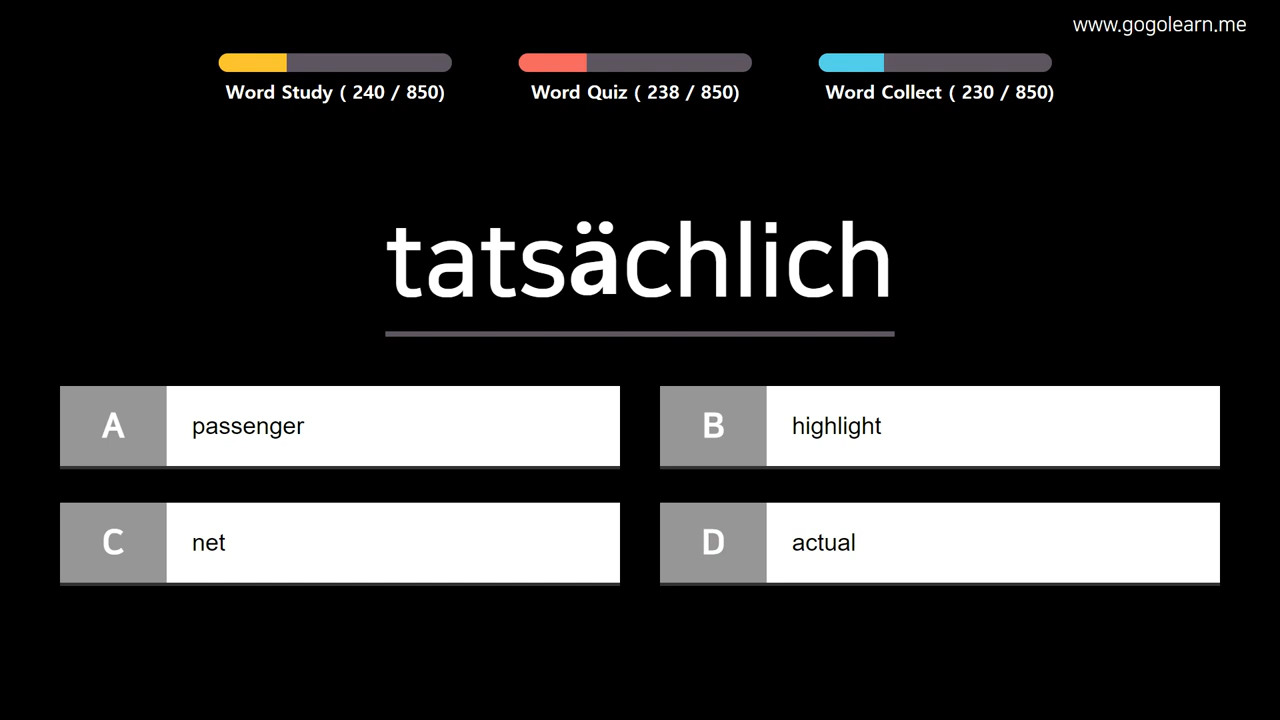 www.gogolearn.me
Word Study ( 240 / 850)
Word Quiz ( 238 / 850)
Word Collect ( 230 / 850)
tatsächlich
A passenger
B highlight
C net
D actual